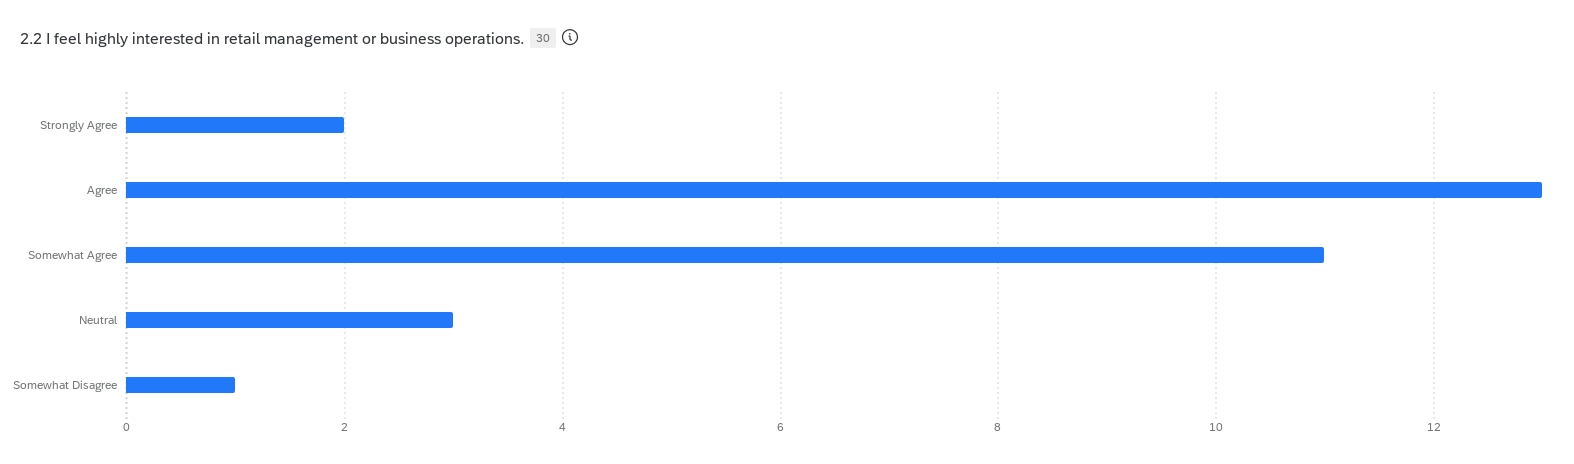 2.2 I feel highly interested in retail management or business operations. 30
Strongly Agree
Agree
Somewhat Agree
Neutral
Somewhat Disagree
0 2 4 6 8 10 12